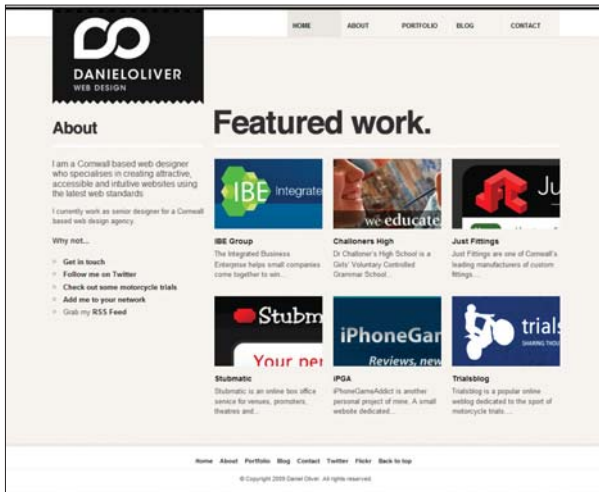 HOME ABOUT PORTFOLIO BLOG CONTACT
DANIELOLIVER
WEB DESIGN
About
I am a Cornwall based web designer
who specialises in creating attractive,
accessible and intuitive websites using
the latest web standards
I currently work as senior designer for a Cornwall
based web design agency.
Why not...
Get in touch
Follow me on Twitter
Check out some motorcycle trials
Add me to your network
Grab my RSS Feed
Featured work.
IBE Integrate
IBE Group
The Integrated Business
Enterprise helps small companies
come together to win...
we educate
Challoners High
Dr Challoner's High School is a
Girls' Voluntary Controlled
Grammar School...
Ju
Just Fittings
Just Fittings are one of Cornwall's
leading manufacturers of custom
fittings...
Stubm
Your per
Stubmatic
Stubmatic is an online box office
service for venues, promoters,
theatres and...
iPhoneGam
Reviews, new
iPGA
iPhoneGameAddict is another
personal project of mine. A small
website dedicated...
trials
SHARING THOU
Trialsblog
Trialsblog is a popular online
weblog dedicated to the sport of
motorcycle trials....
Home About Portfolio Blog Contact Twitter Flickr Back to top
© Copyright 2009 Daniel Oliver. All rights reserved.